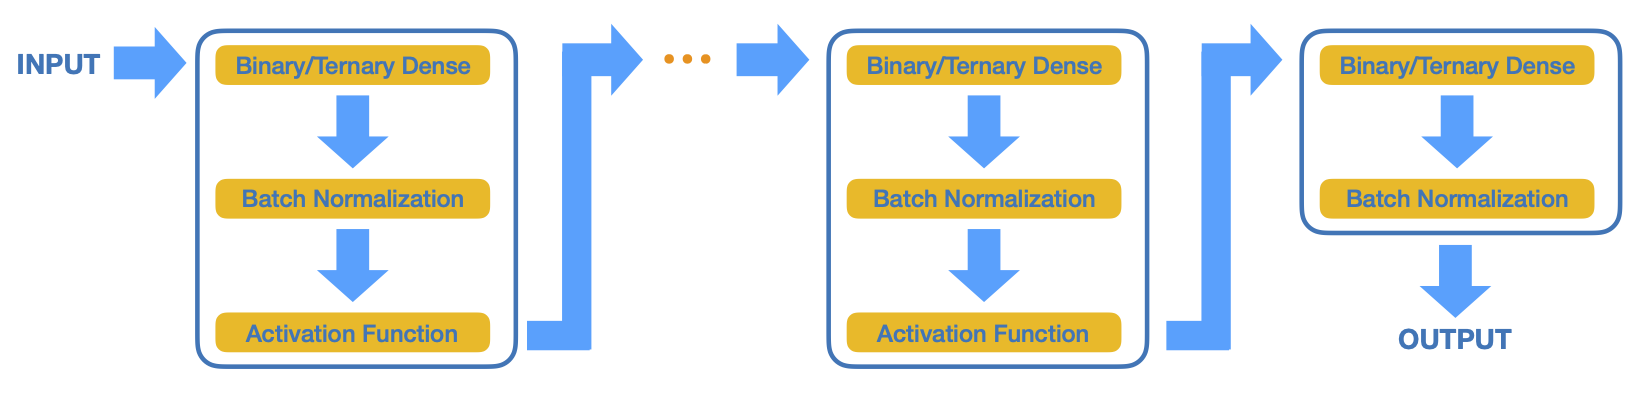 INPUT
Binary/Ternary Dense
Batch Normalization
Activation Function
...
Binary/Ternary Dense
Batch Normalization
Activation Function
Binary/Ternary Dense
Batch Normalization
OUTPUT